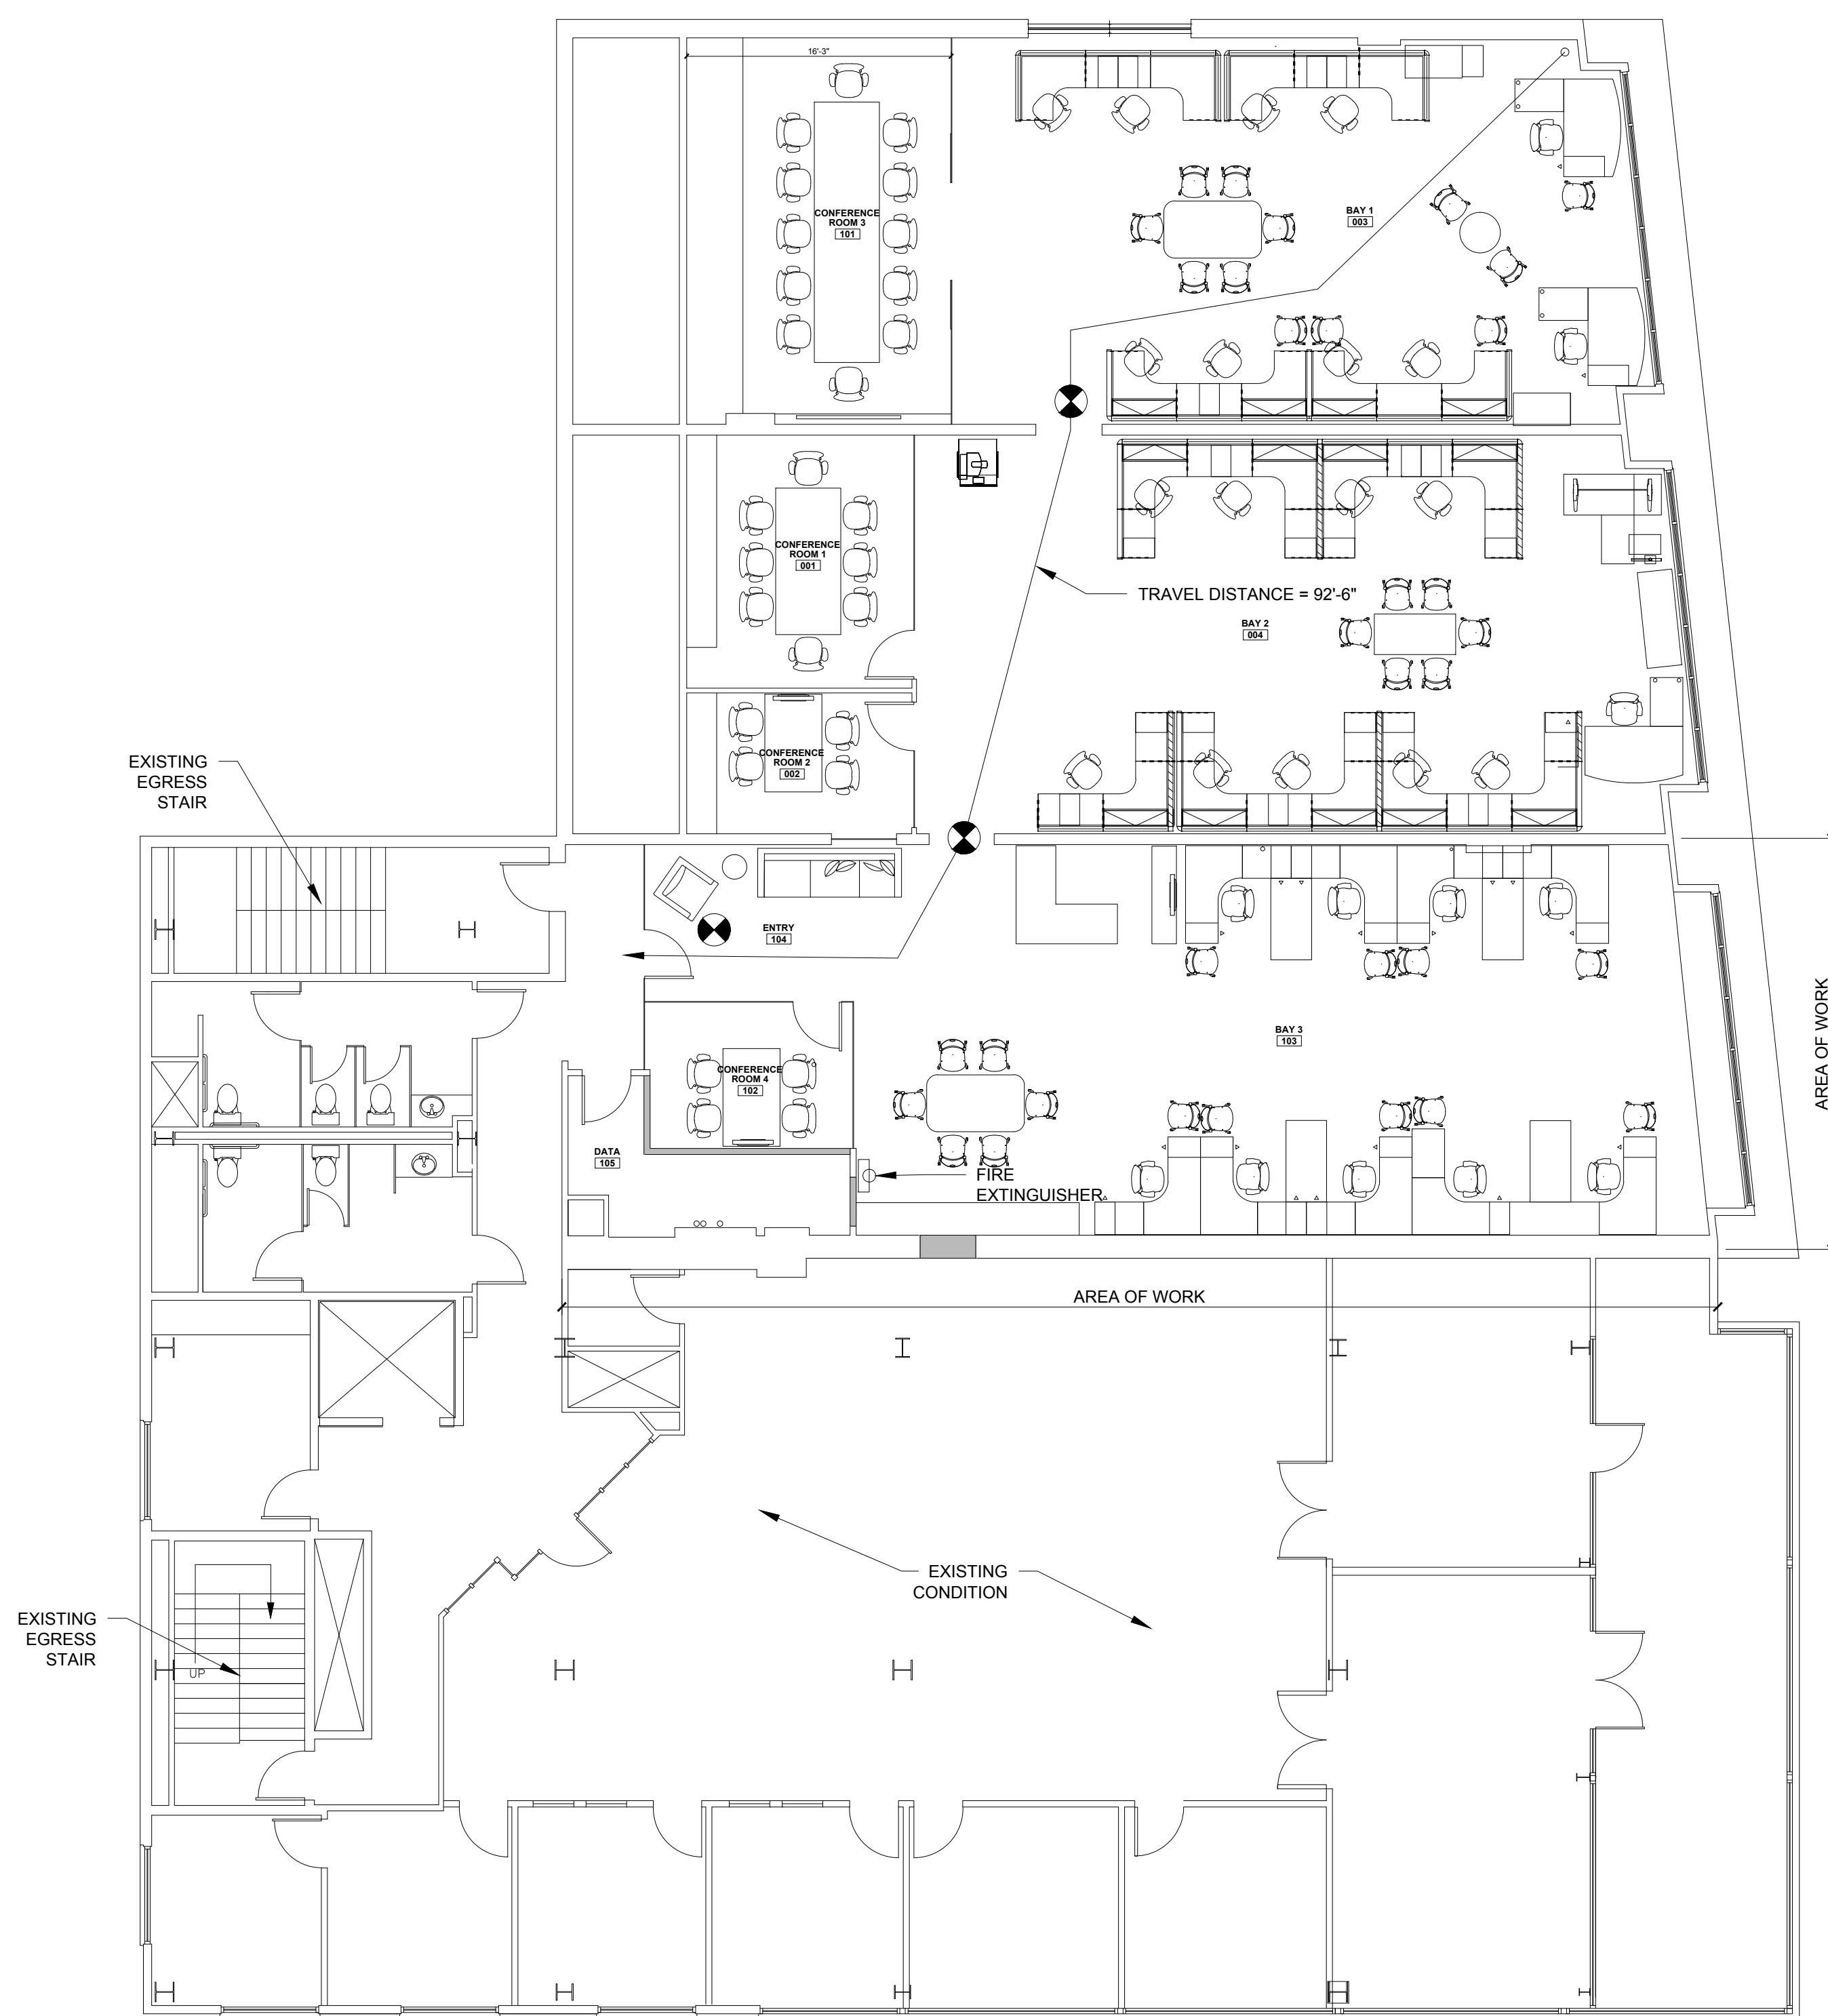 16'-3"
CONFERENCE
ROOM 3
101
BAY 1
003
CONFERENCE
ROOM 1
001
TRAVEL DISTANCE = 92'-6"
BAY 2
004
CONFERENCE
ROOM 2
002
EXISTING
EGRESS
STAIR
ENTRY
104
BAY 3
103
AREA OF WORK
CONFERENCE
ROOM 4
102
DATA
105
FIRE
EXTINGUISHER
AREA OF WORK
EXISTING
CONDITION
EXISTING
EGRESS
STAIR
UP